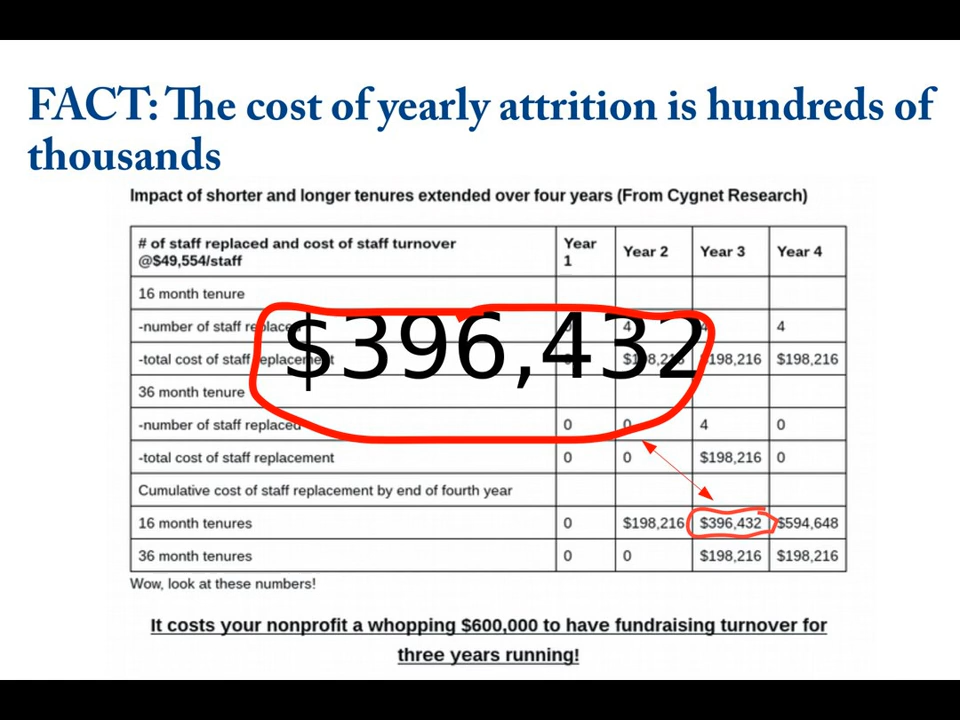 FACT: The cost of yearly attrition is hundreds of
thousands
Impact of shorter and longer tenures extended over four years (From Cygnet Research)
# of staff replaced and cost of staff turnover @$49,554/staff Year 1 Year 2 Year 3 Year 4
16 month tenure
-number of staff replaced 0 4 4 4
-total cost of staff replacement 0 $198,216 $198,216 $198,216
$396,432
36 month tenure
-number of staff replaced 0 0 4 0
-total cost of staff replacement 0 0 $198,216 0
Cumulative cost of staff replacement by end of fourth year
16 month tenures 0 $198,216 $396,432 $594,648
36 month tenures 0 0 $198,216 $198,216
Wow, look at these numbers!
It costs your nonprofit a whopping $600,000 to have fundraising turnover for
three years running!